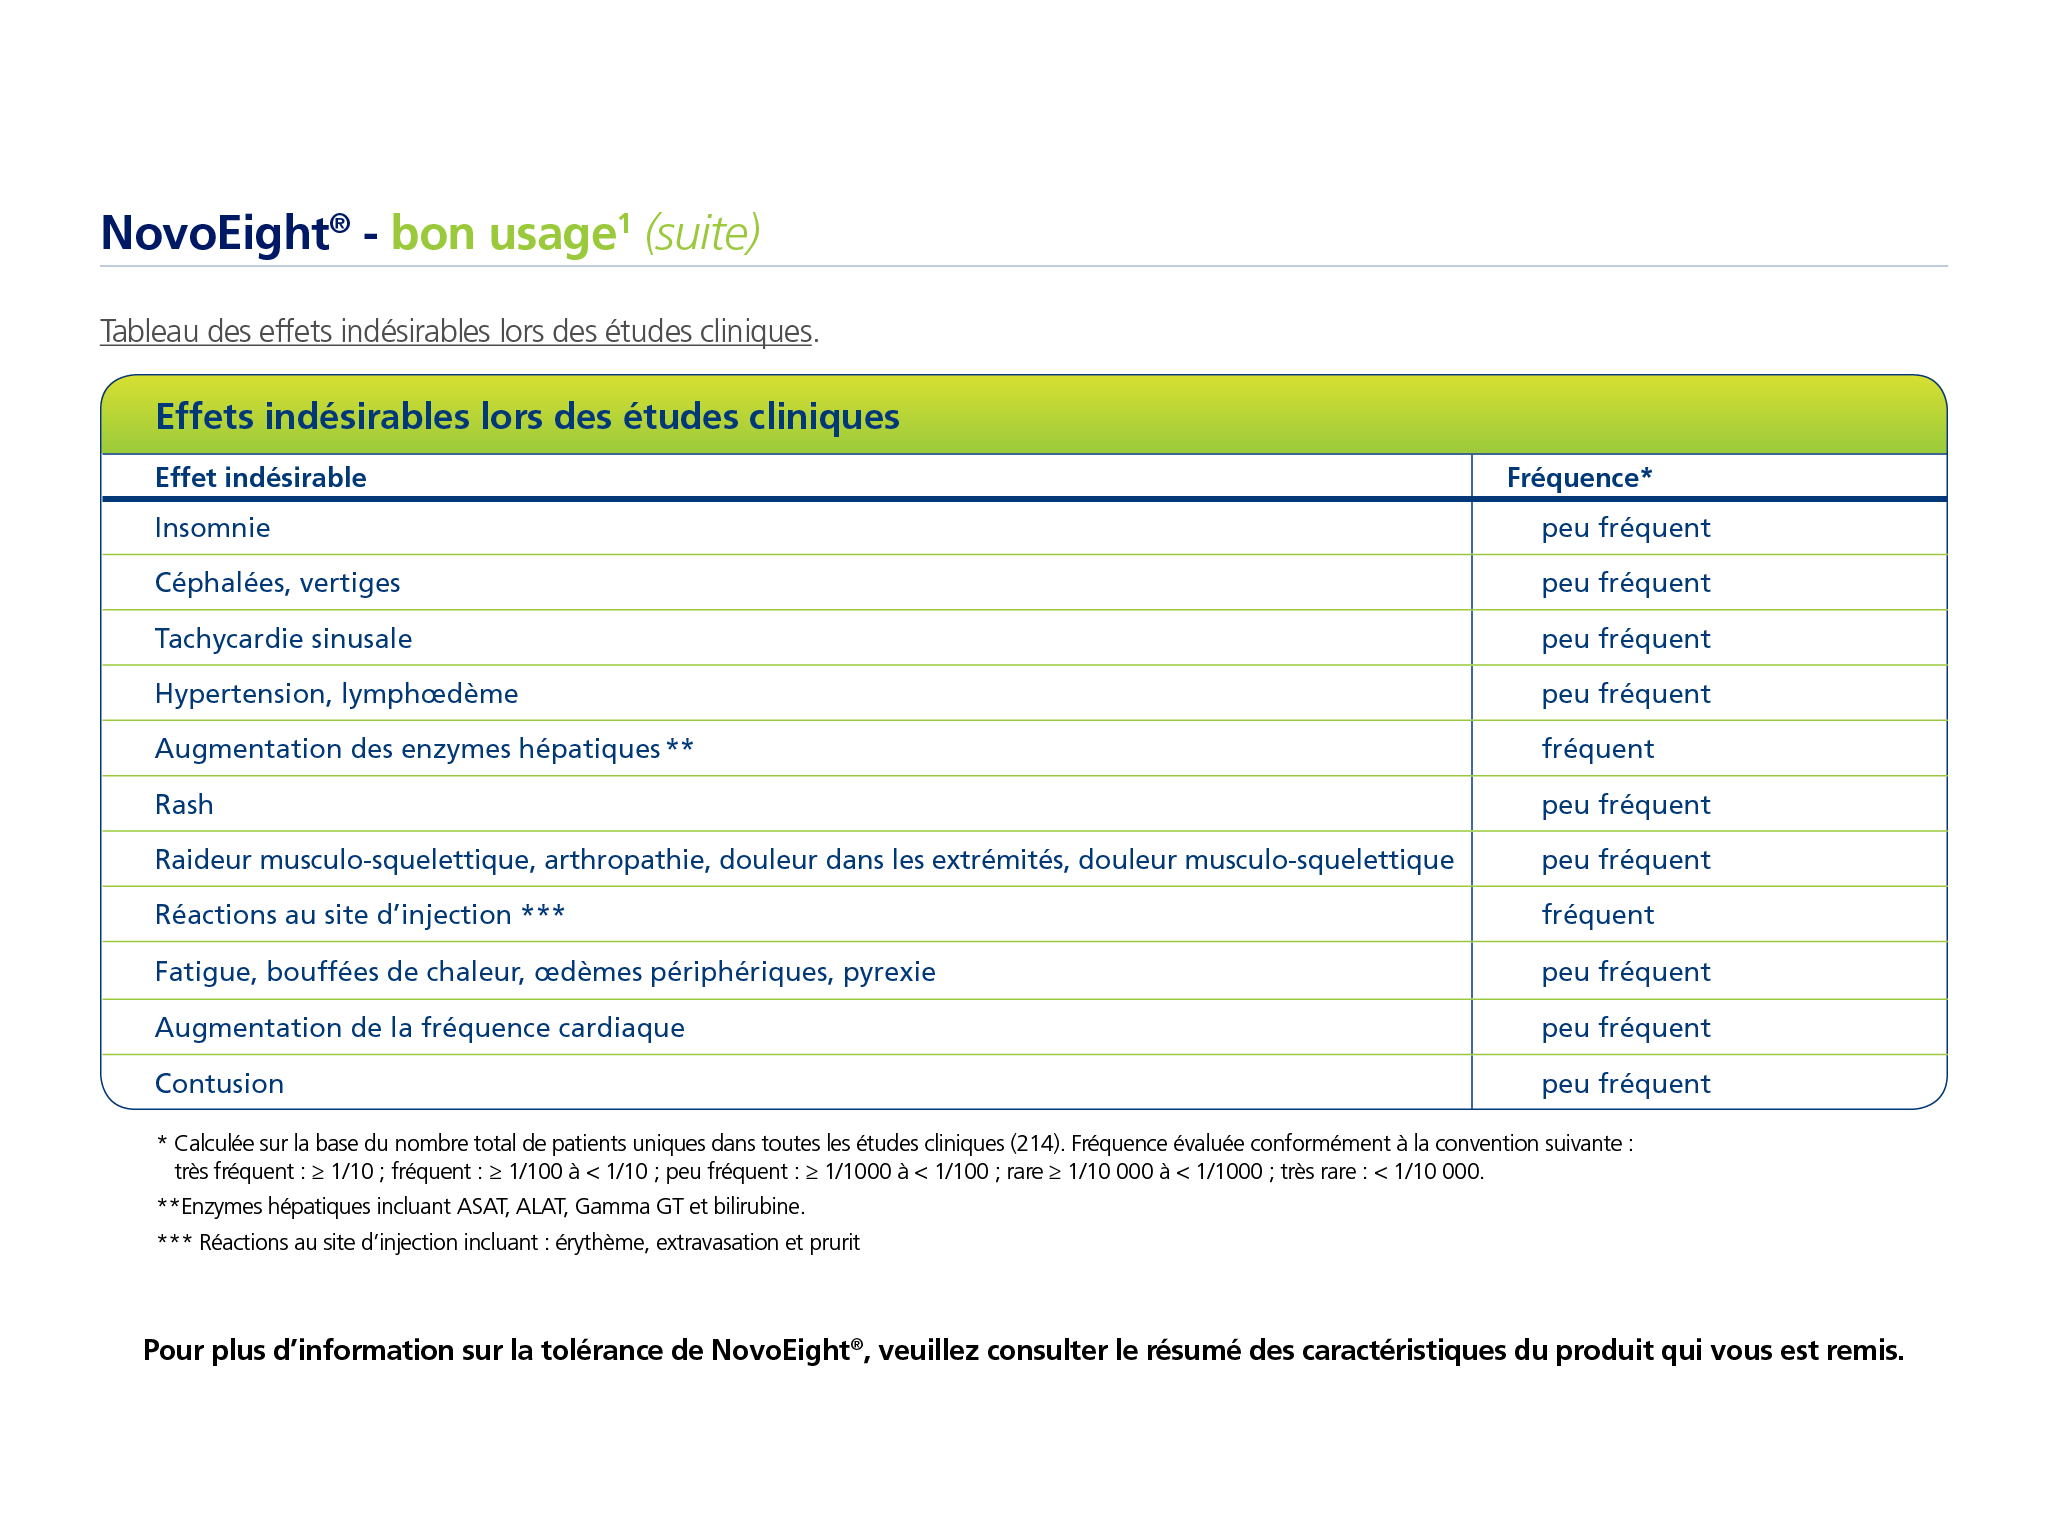 NovoEight® - bon usage¹ (suite)
Tableau des effets indésirables lors des études cliniques.
Effets indésirables lors des études cliniques
Effet indésirable Fréquence*
Insomnie peu fréquent
Céphalées, vertiges peu fréquent
Tachycardie sinusale peu fréquent
Hypertension, lymphœdème peu fréquent
Augmentation des enzymes hépatiques ** fréquent
Rash peu fréquent
Raideur musculo-squelettique, arthropathie, douleur dans les extrémités, douleur musculo-squelettique peu fréquent
Réactions au site d’injection *** fréquent
Fatigue, bouffées de chaleur, œdèmes périphériques, pyrexie peu fréquent
Augmentation de la fréquence cardiaque peu fréquent
Contusion peu fréquent
* Calculée sur la base du nombre total de patients uniques dans toutes les études cliniques (214). Fréquence évaluée conformément à la convention suivante :
très fréquent : ≥ 1/10 ; fréquent : ≥ 1/100 à < 1/10 ; peu fréquent : ≥ 1/1000 à < 1/100 ; rare ≥ 1/10 000 à < 1/1000 ; très rare : < 1/10 000.
**Enzymes hépatiques incluant ASAT, ALAT, Gamma GT et bilirubine.
*** Réactions au site d’injection incluant : érythème, extravasation et prurit
Pour plus d’information sur la tolérance de NovoEight®, veuillez consulter le résumé des caractéristiques du produit qui vous est remis.